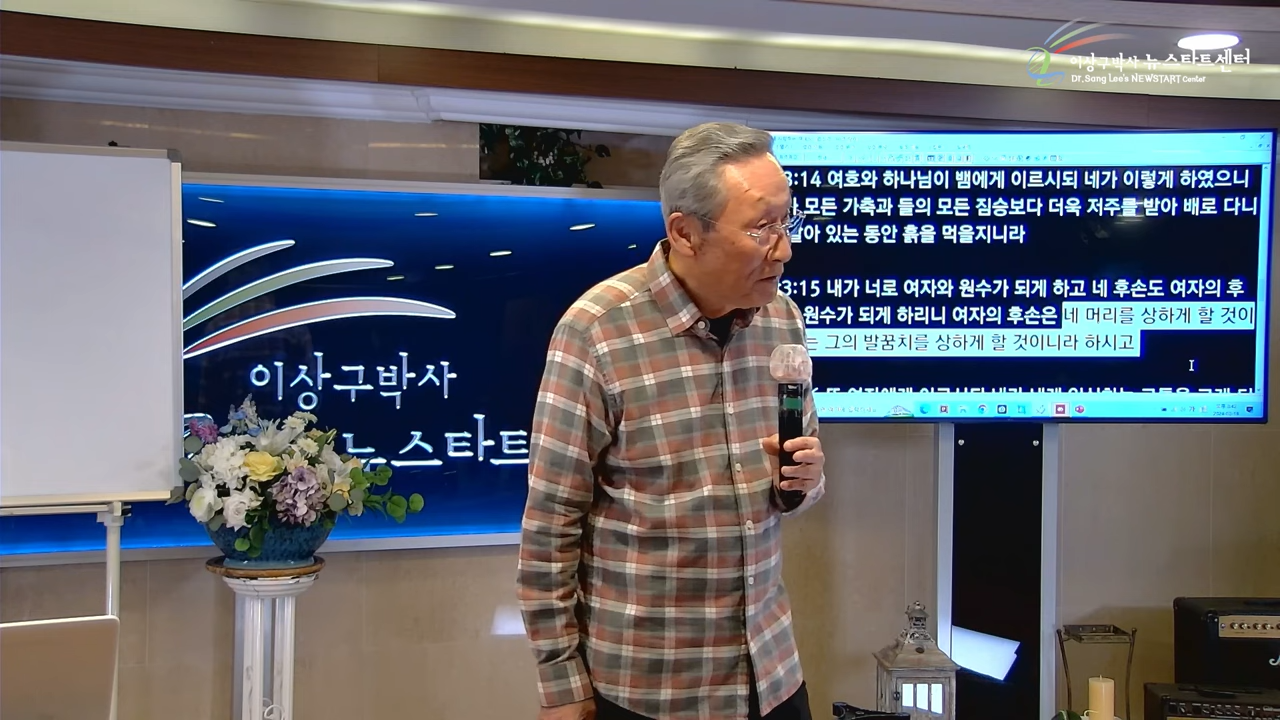 이상구박사 뉴스타트센터
Dr. Sang Lee's NEWSTART Center
3:14 여호와 하나님이 뱀에게 이르시되 네가 이렇게 하였으니
모든 가축과 들의 모든 짐승보다 더욱 저주를 받아 배로 다니
살아 있는 동안 흙을 먹을지니라
3:15 내가 너로 여자와 원수가 되게 하고 네 후손도 여자의 후
원수가 되게 하리니 여자의 후손은 네 머리를 상하게 할 것이
는 그의 발꿈치를 상하게 할 것이니라 하시고
이상구박사
뉴스타트